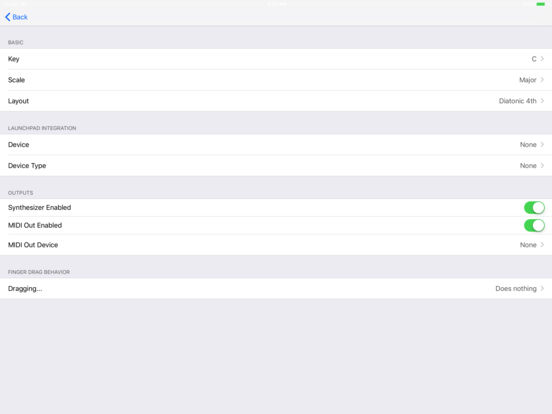 Back
BASIC
Key C
Scale Major
Layout Diatonic 4th
LAUNCHPAD INTEGRATION
Device None
Device Type None
OUTPUTS
Synthesizer Enabled
MIDI Out Enabled
MIDI Out Device None
FINGER DRAG BEHAVIOR
Dragging... Does nothing